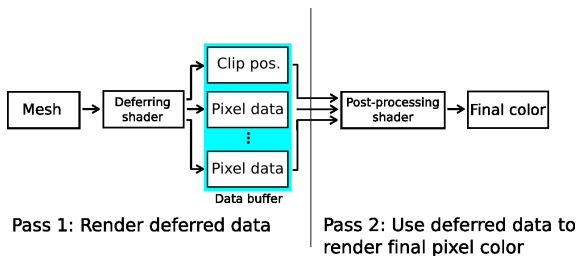 Mesh
Deferring
shader
Clip pos.
Pixel data
Pixel data
Data buffer
Post-processing
shader
Final color
Pass 1: Render deferred data
Pass 2: Use deferred data to
render final pixel color